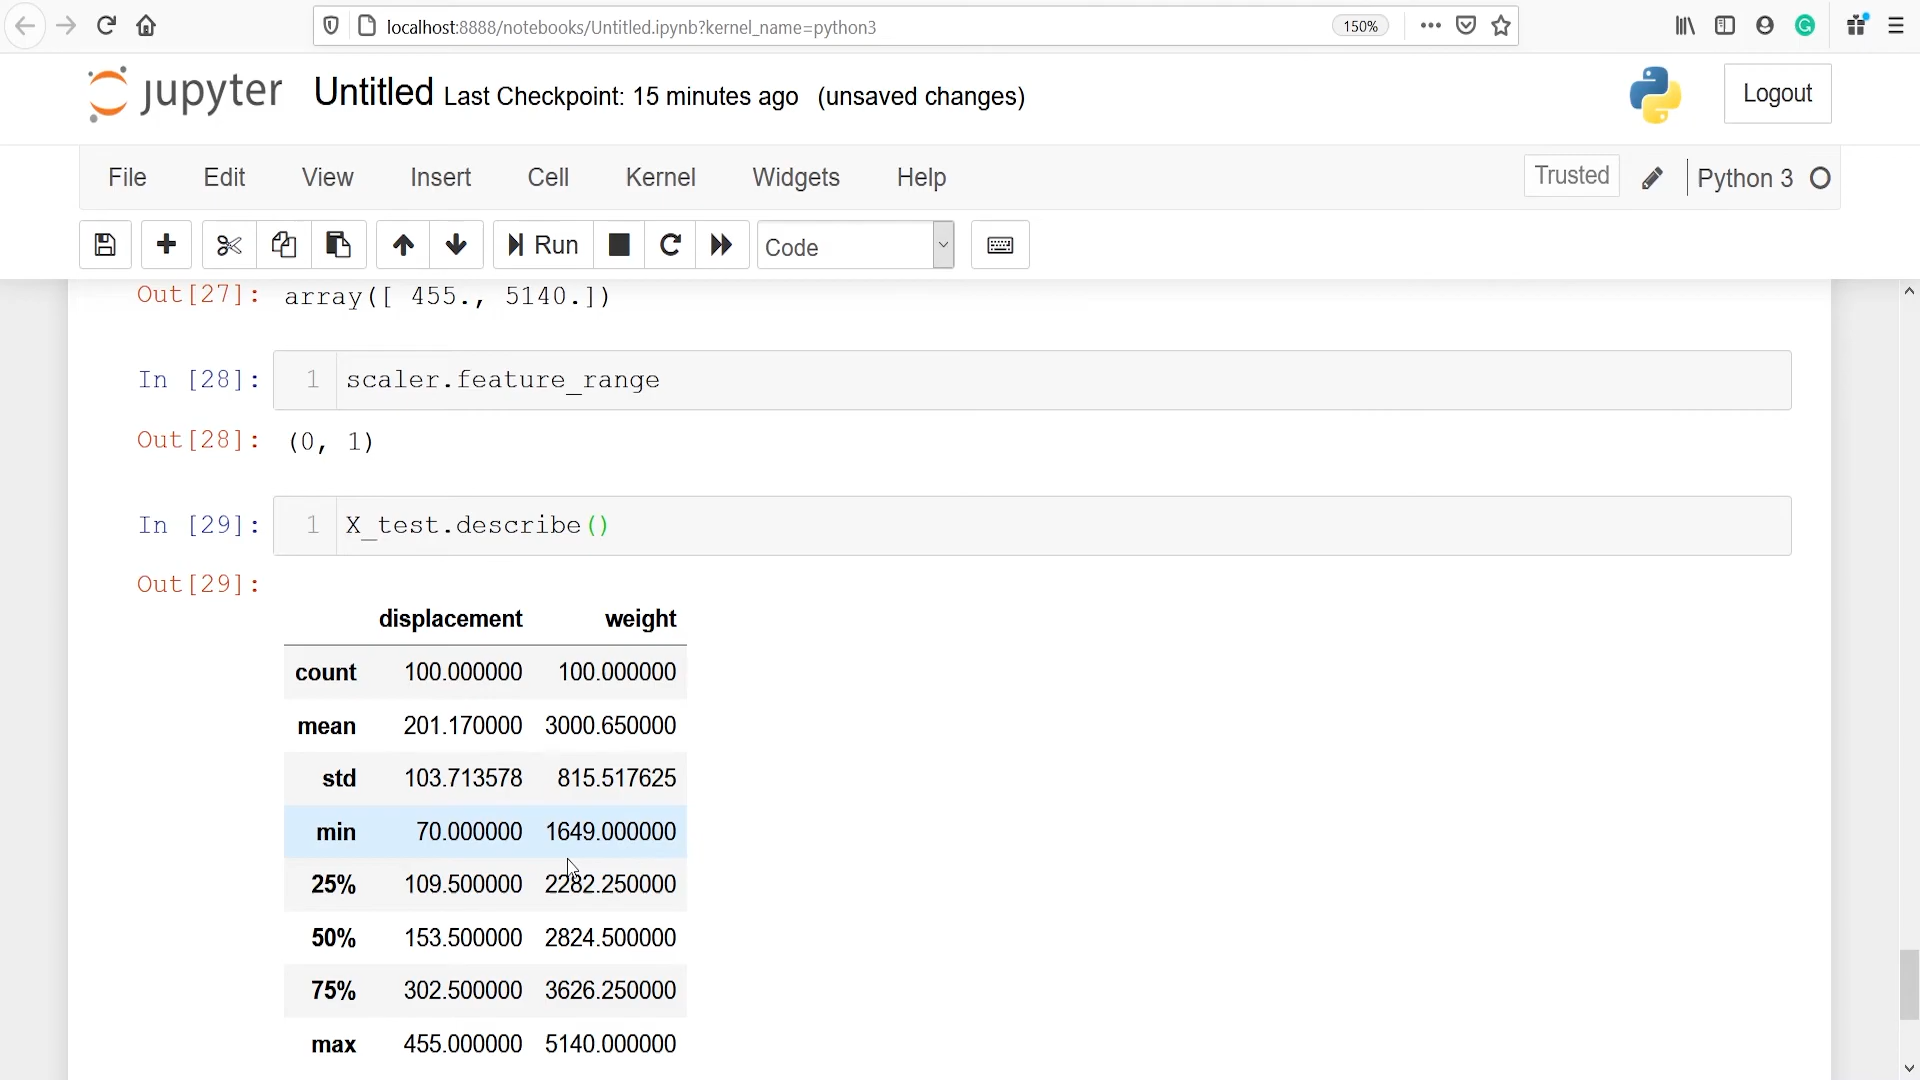 localhost:8888/notebooks/Untitled.ipynb?kernel_name=python3 150%
jupyter Untitled Last Checkpoint: 15 minutes ago (unsaved changes) Logout
File Edit View Insert Cell Kernel Widgets Help Trusted Python 3
Run Code
Out[27]: array([ 455., 5140.])
In [28]: 1 scaler.feature_range
Out[28]: (0, 1)
In [29]: 1 X_test.describe()
Out[29]:
displacement weight
count 100.000000 100.000000
mean 201.170000 3000.650000
std 103.713578 815.517625
min 70.000000 1649.000000
25% 109.500000 2282.250000
50% 153.500000 2824.500000
75% 302.500000 3626.250000
max 455.000000 5140.000000